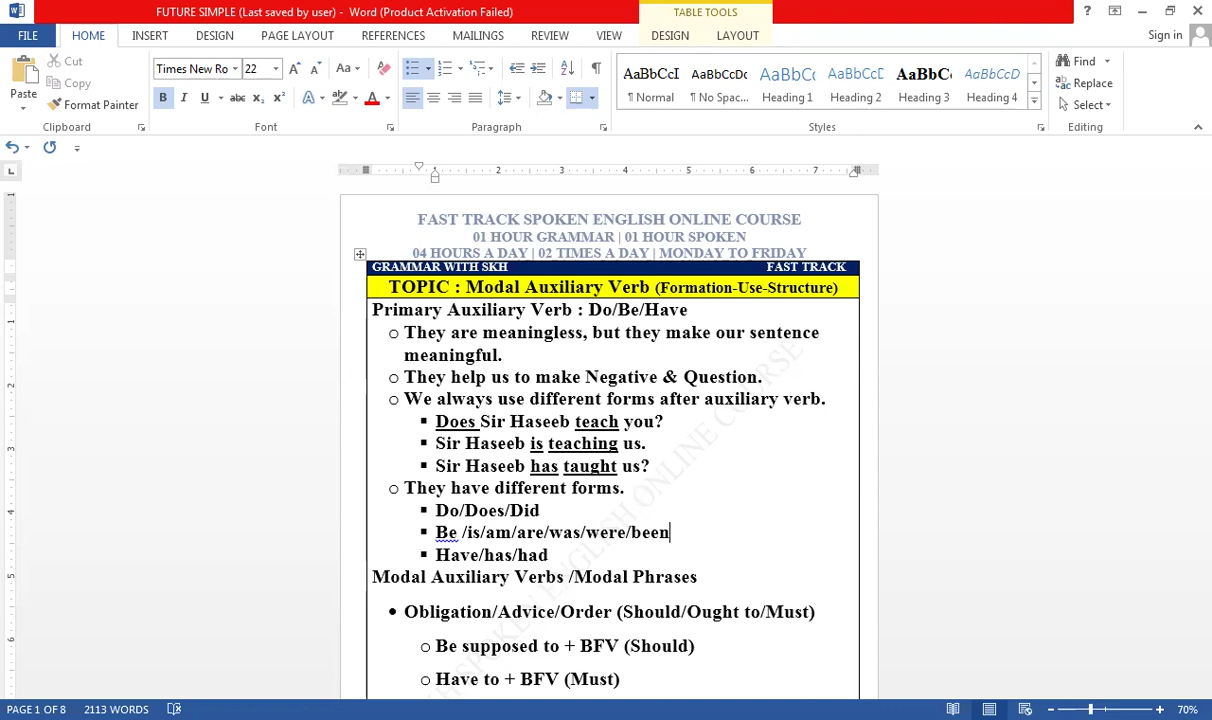 FUTURE SIMPLE (Last saved by user) - Word (Product Activation Failed)
TABLE TOOLS
?
FILE HOME INSERT DESIGN PAGE LAYOUT REFERENCES MAILINGS REVIEW VIEW DESIGN LAYOUT Sign in
Paste
Cut
Copy
Format Painter
Clipboard
Times New Ro 22
Font
Paragraph
AaBbCcI AaBbCcDc AaBbCcD AaBbCcD AaBbC AaBbCcD
¶ Normal ¶ No Spac... Heading 1 Heading 2 Heading 3 Heading 4
Styles
Find
Replace
Select
Editing
2 3 4 5 6 7
FAST TRACK SPOKEN ENGLISH ONLINE COURSE
01 HOUR GRAMMAR | 01 HOUR SPOKEN
04 HOURS A DAY | 02 TIMES A DAY | MONDAY TO FRIDAY
GRAMMAR WITH SKH FAST TRACK
TOPIC : Modal Auxiliary Verb (Formation-Use-Structure)
Primary Auxiliary Verb : Do/Be/Have
o They are meaningless, but they make our sentence
meaningful.
o They help us to make Negative & Question.
o We always use different forms after auxiliary verb.
▪ Does Sir Haseeb teach you?
▪ Sir Haseeb is teaching us.
▪ Sir Haseeb has taught us?
o They have different forms.
▪ Do/Does/Did
▪ Be /is/am/are/was/were/been
▪ Have/has/had
Modal Auxiliary Verbs /Modal Phrases
• Obligation/Advice/Order (Should/Ought to/Must)
o Be supposed to + BFV (Should)
o Have to + BFV (Must)
PAGE 1 OF 8 2113 WORDS 70%